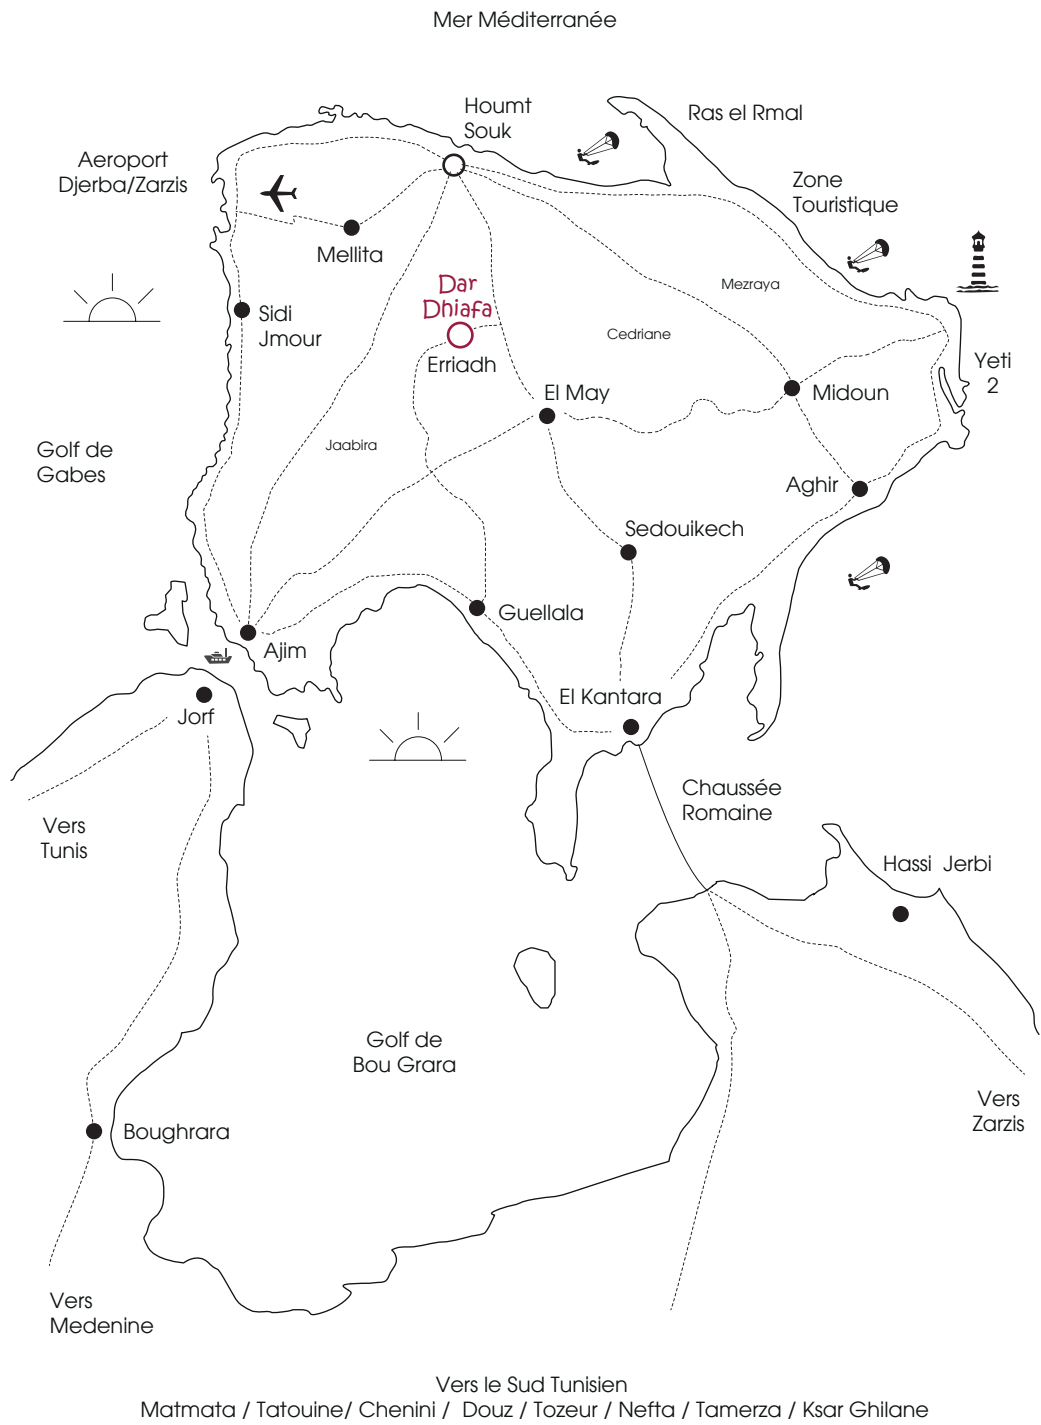 Mer Méditerranée
Houmt
Souk
Ras el Rmal
Aeroport
Djerba/Zarzis
Zone
Touristique
Mellita
Dar
Dhiafa
Mezraya
Sidi
Jmour
Cedriane
Erriadh
Yeti
2
El May
Midoun
Golf de
Gabes
Jaabira
Aghir
Sedouikech
Guellala
Ajim
El Kantara
Jorf
Chaussée
Romaine
Vers
Tunis
Hassi Jerbi
Golf de
Bou Grara
Vers
Zarzis
Boughrara
Vers
Medenine
Vers le Sud Tunisien
Matmata / Tatouine/ Chenini / Douz / Tozeur / Nefta / Tamerza / Ksar Ghilane